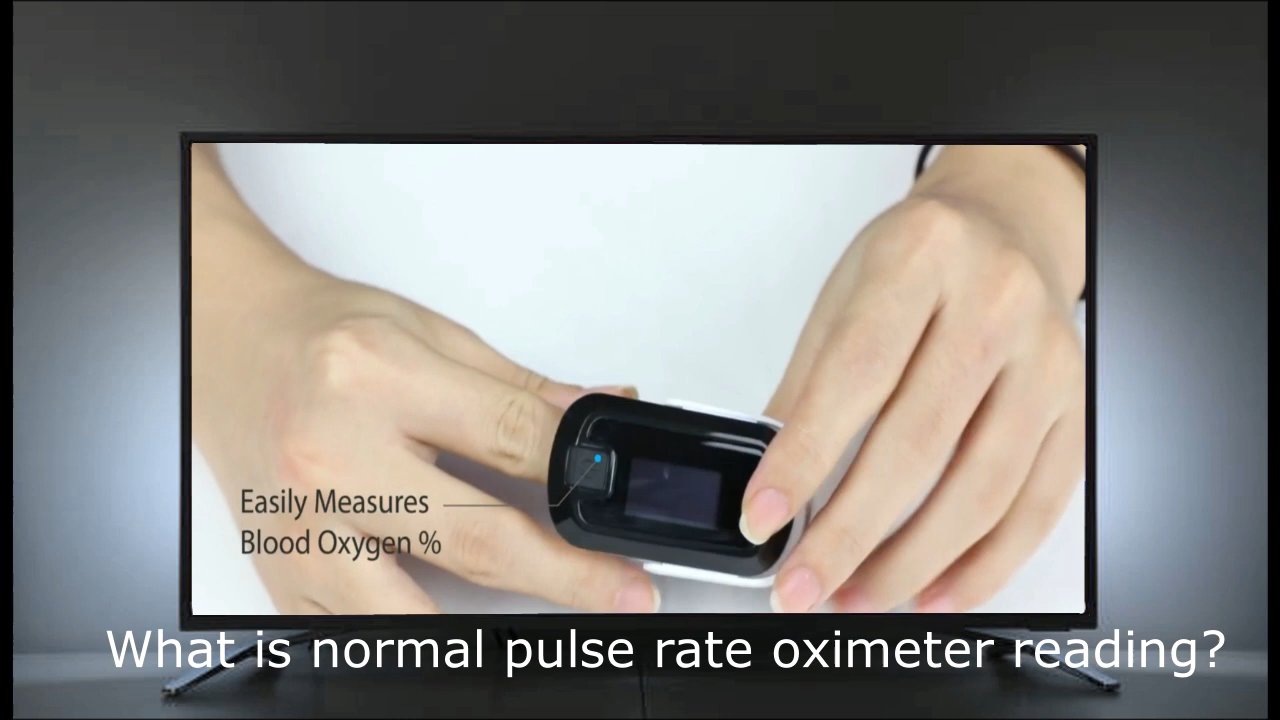 Easily Measures
Blood Oxygen %
What is normal pulse rate oximeter reading?